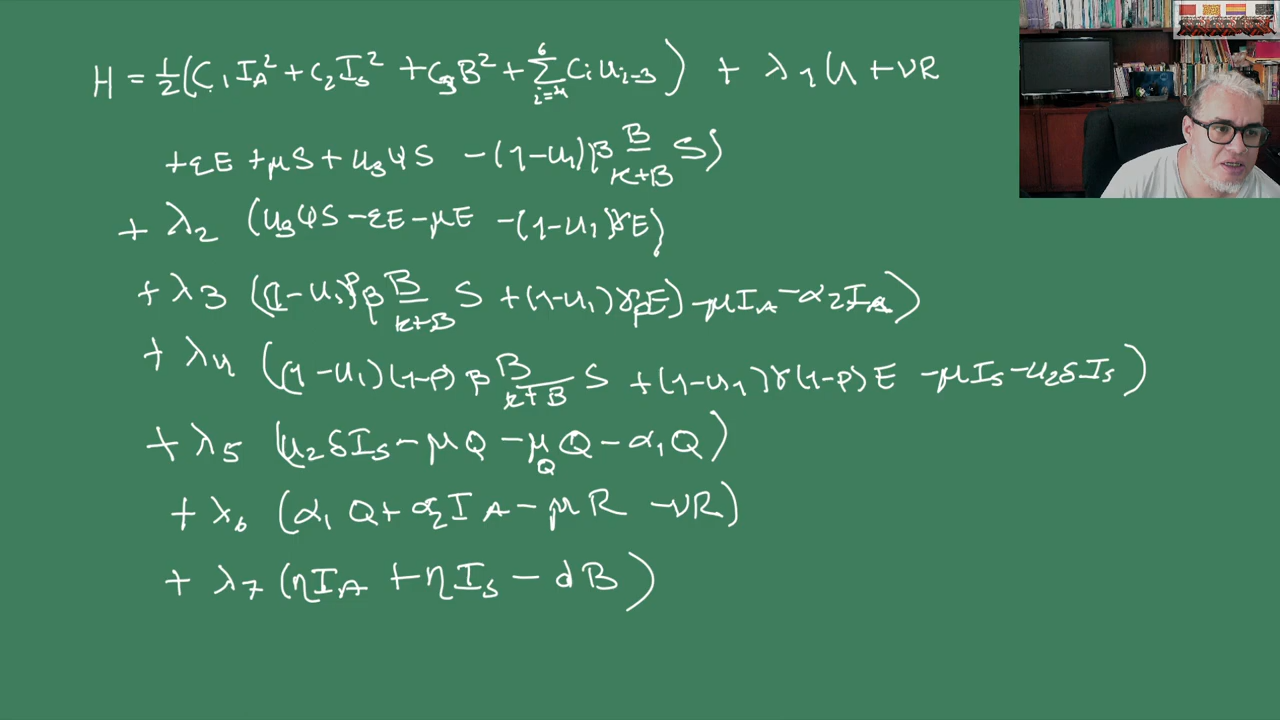 H = 1/2 (C₁I_A² + C₂I_S² + C₃B² + ∑_{i=4}^{6} Cᵢ u_{i-3}) + λ₁(Λ + νR
+ εE + μS + u₃ψS − (1−u₁)β B/(κ+B) S)
+ λ₂ (u₃ψS − εE − μE − (1−u₁)γE)
+ λ₃ ((1−u₁)ρβ B/(κ+B) S + (1−u₁)γρE) − μI_A − α₂I_A)
+ λ₄ ((1−u₁)(1−ρ)β B/(κ+B) S + (1−u₁)γ(1−ρ)E − μI_S − u₂δI_S)
+ λ₅ (u₂δI_S − μQ − μ_Q Q − α₁Q)
+ λ₆ (α₁Q + α₂I_A − μR − νR)
+ λ₇ (ηI_A + ηI_S − dB)